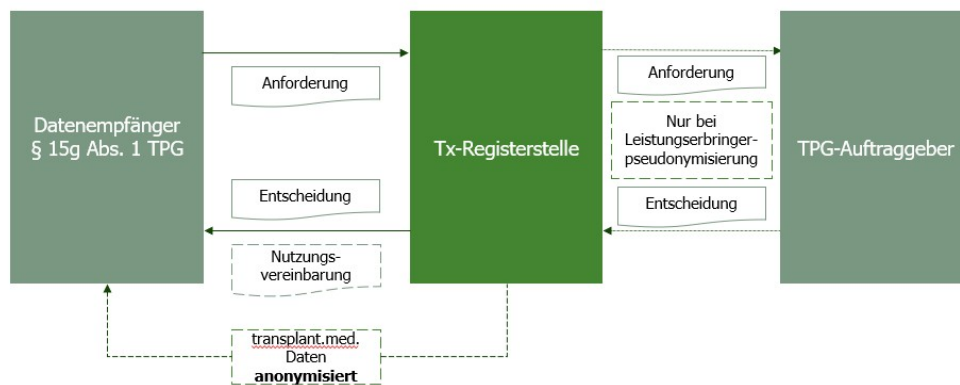 Datenempfänger
§ 15g Abs. 1 TPG
Anforderung
Entscheidung
Nutzungs-
vereinbarung
Tx-Registerstelle
Anforderung
Nur bei
Leistungserbringer-
pseudonymisierung
Entscheidung
TPG-Auftraggeber
transplant.med.
Daten
anonymisiert